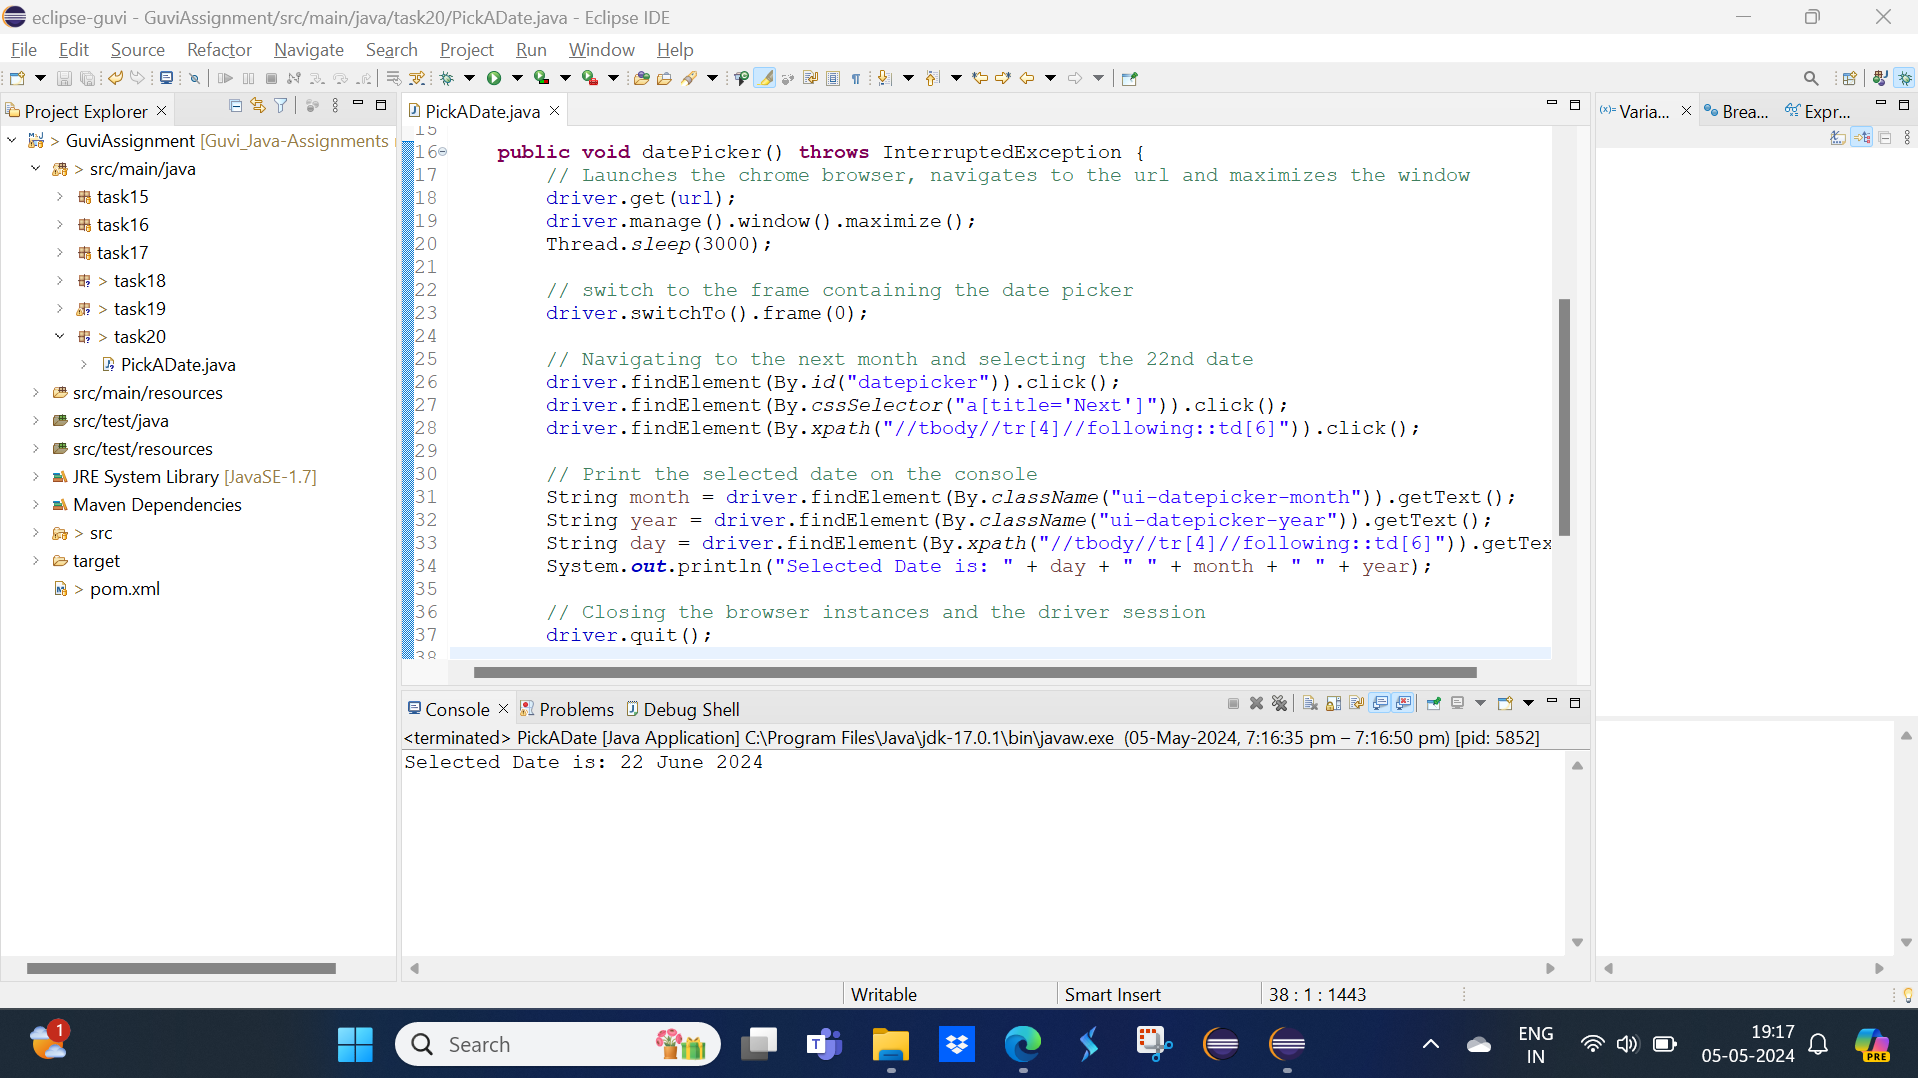 eclipse-guvi - GuviAssignment/src/main/java/task20/PickADate.java - Eclipse IDE
File Edit Source Refactor Navigate Search Project Run Window Help
Project Explorer
GuviAssignment [Guvi_Java-Assignments
> src/main/java
task15
task16
task17
> task18
> task19
> task20
PickADate.java
src/main/resources
src/test/java
src/test/resources
JRE System Library [JavaSE-1.7]
Maven Dependencies
> src
target
> pom.xml
PickADate.java
15
16 public void datePicker() throws InterruptedException {
17 // Launches the chrome browser, navigates to the url and maximizes the window
18 driver.get(url);
19 driver.manage().window().maximize();
20 Thread.sleep(3000);
21
22 // switch to the frame containing the date picker
23 driver.switchTo().frame(0);
24
25 // Navigating to the next month and selecting the 22nd date
26 driver.findElement(By.id("datepicker")).click();
27 driver.findElement(By.cssSelector("a[title='Next']")).click();
28 driver.findElement(By.xpath("//tbody//tr[4]//following::td[6]")).click();
29
30 // Print the selected date on the console
31 String month = driver.findElement(By.className("ui-datepicker-month")).getText();
32 String year = driver.findElement(By.className("ui-datepicker-year")).getText();
33 String day = driver.findElement(By.xpath("//tbody//tr[4]//following::td[6]")).getTex
34 System.out.println("Selected Date is: " + day + " " + month + " " + year);
35
36 // Closing the browser instances and the driver session
37 driver.quit();
38
Varia... Brea... Expr...
Console Problems Debug Shell
<terminated> PickADate [Java Application] C:\Program Files\Java\jdk-17.0.1\bin\javaw.exe (05-May-2024, 7:16:35 pm – 7:16:50 pm) [pid: 5852]
Selected Date is: 22 June 2024
Writable Smart Insert 38 : 1 : 1443
1
Search
T
ENG
IN
19:17
05-05-2024
PRE